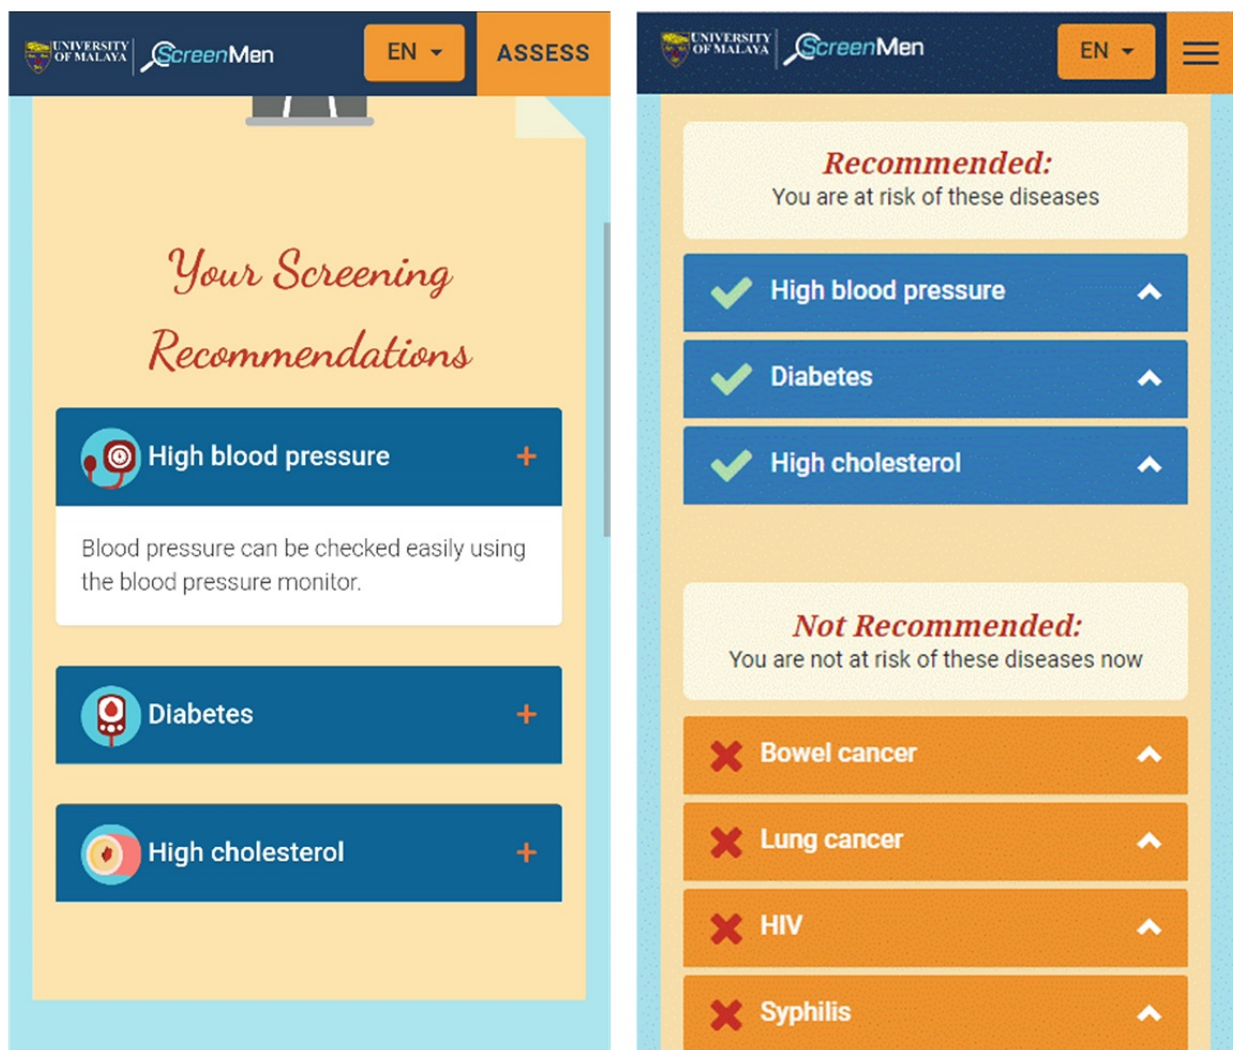 UNIVERSITY
OF MALAYA
ScreenMen
EN
ASSESS
Your Screening
Recommendations
High blood pressure
Blood pressure can be checked easily using
the blood pressure monitor.
Diabetes
High cholesterol
UNIVERSITY
OF MALAYA
ScreenMen
EN
Recommended:
You are at risk of these diseases
High blood pressure
Diabetes
High cholesterol
Not Recommended:
You are not at risk of these diseases now
Bowel cancer
Lung cancer
HIV
Syphilis